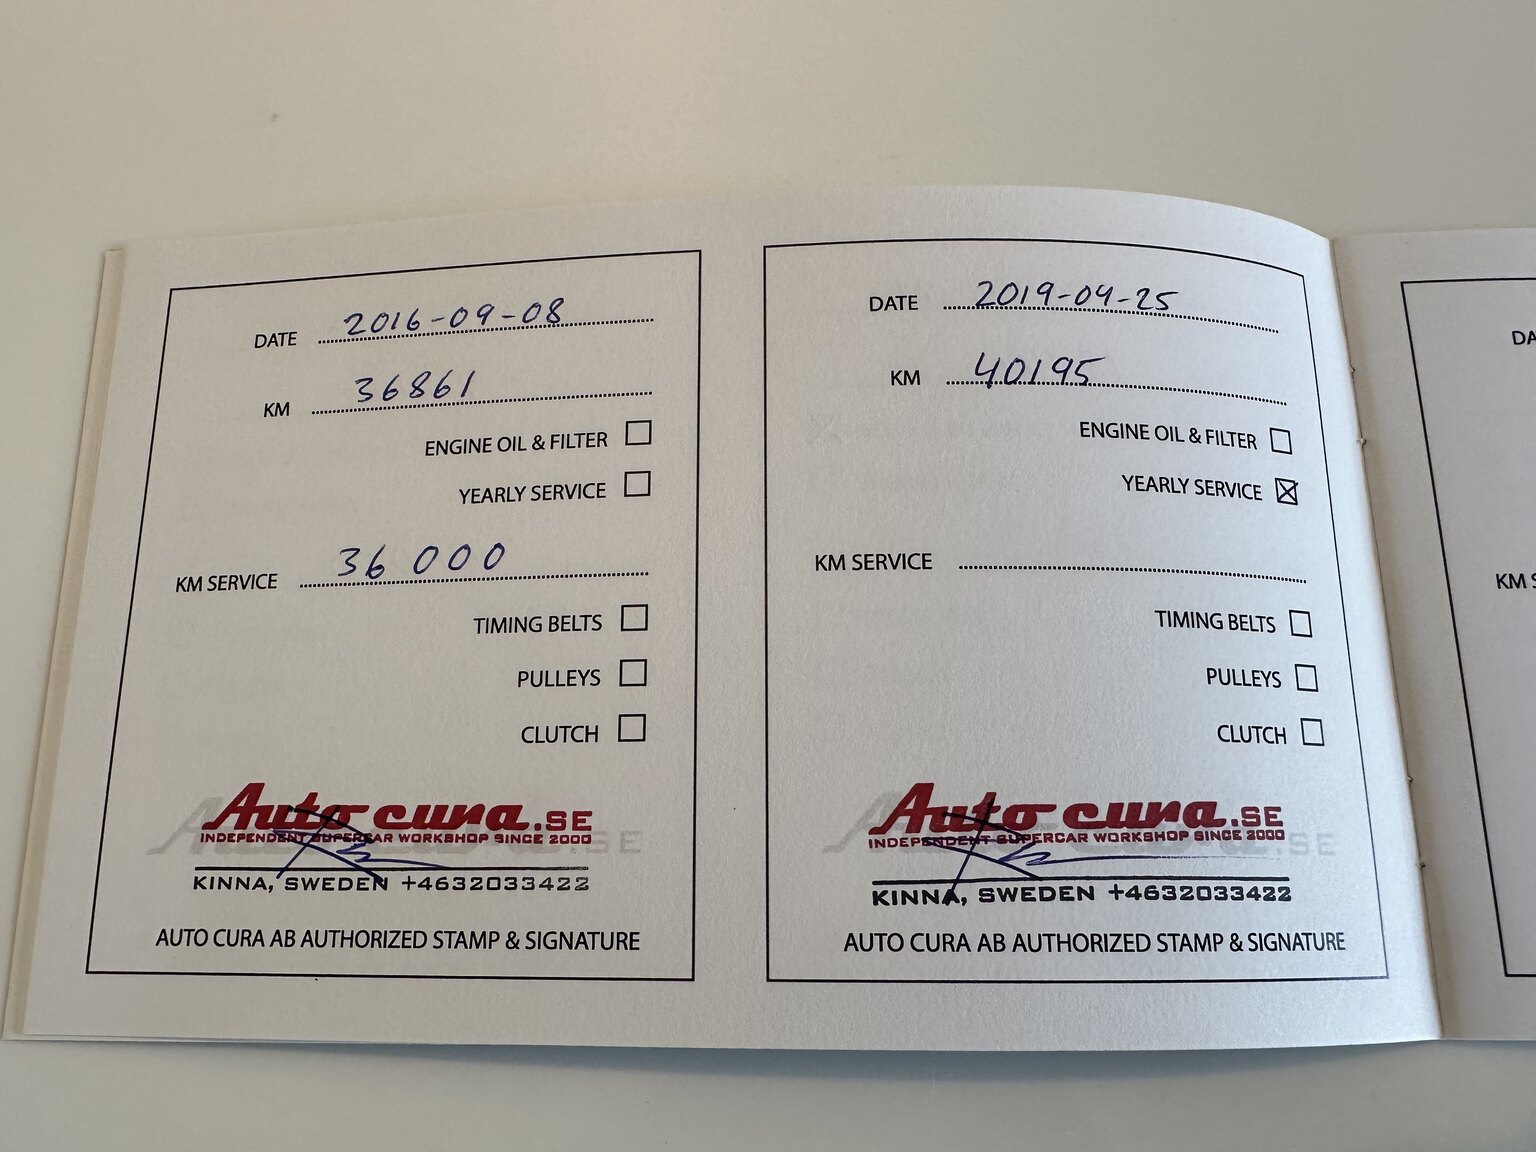 DATE 2016-09-08
KM 36861
ENGINE OIL & FILTER
YEARLY SERVICE
KM SERVICE 36 000
TIMING BELTS
PULLEYS
CLUTCH
Auto cura.SE
INDEPENDENT SUPERCAR WORKSHOP SINCE 2000
KINNA, SWEDEN +4632033422
AUTO CURA AB AUTHORIZED STAMP & SIGNATURE
DATE 2019-04-25
KM 40195
ENGINE OIL & FILTER
YEARLY SERVICE
KM SERVICE
TIMING BELTS
PULLEYS
CLUTCH
Auto cura.SE
INDEPENDENT SUPERCAR WORKSHOP SINCE 2000
KINNA, SWEDEN +4632033422
AUTO CURA AB AUTHORIZED STAMP & SIGNATURE
DA
KM S